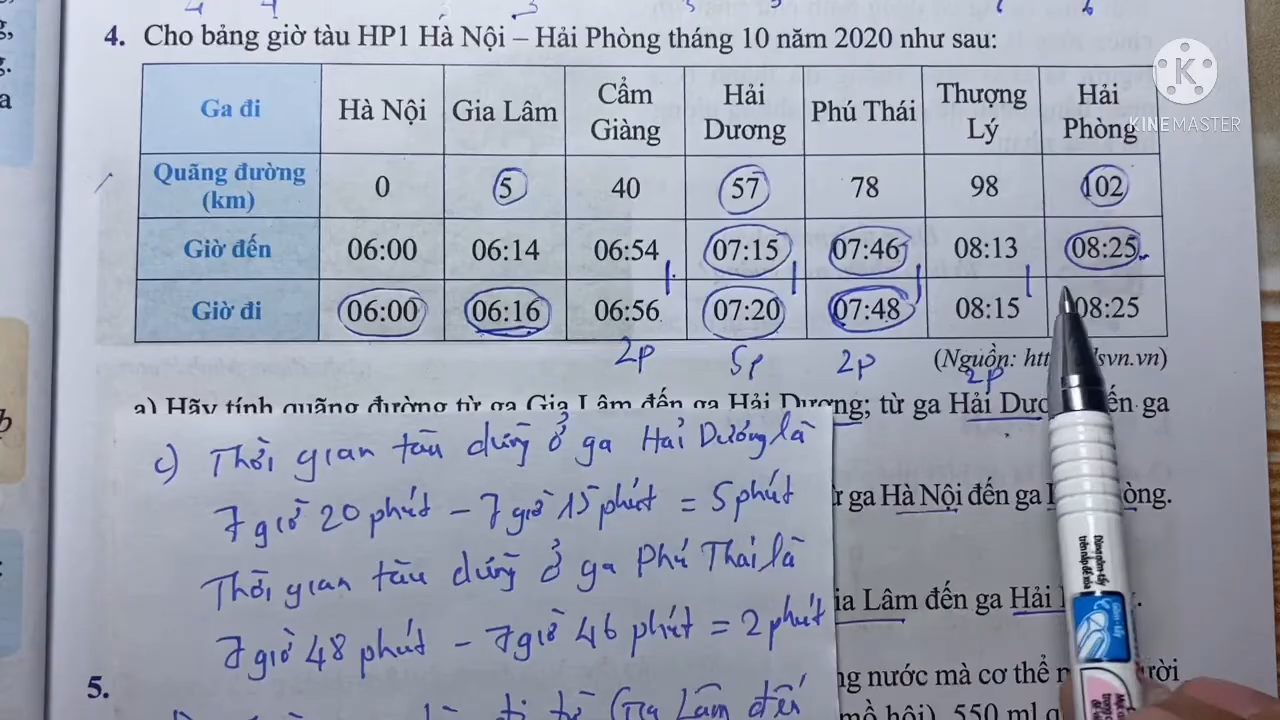 4. Cho bảng giờ tàu HP1 Hà Nội – Hải Phòng tháng 10 năm 2020 như sau:
K
KINEMASTER
Ga đi Hà Nội Gia Lâm Cẩm Giàng Hải Dương Phú Thái Thượng Lý Hải Phòng
Quãng đường (km) 0 5 40 57 78 98 102
Giờ đến 06:00 06:14 06:54 07:15 07:46 08:13 08:25
Giờ đi 06:00 06:16 06:56 07:20 07:48 08:15 08:25
2p 5p 2p 2p
(Nguồn: htt dsvn.vn)
a) Hãy tính quãng đường từ ga Gia Lâm đến ga Hải Dương; từ ga Hải Dươ ến ga
c) Thời gian tàu dừng ở ga Hải Dương là
7 giờ 20 phút – 7 giờ 15 phút = 5 phút
ừ ga Hà Nội đến ga òng.
Thời gian tàu dừng ở ga Phú Thái là
ia Lâm đến ga Hải
7 giờ 48 phút – 7 giờ 46 phút = 2 phút
5.
ng nước mà cơ thể ười
đi từ Gia Lâm đến
mồ hôi), 550 ml q